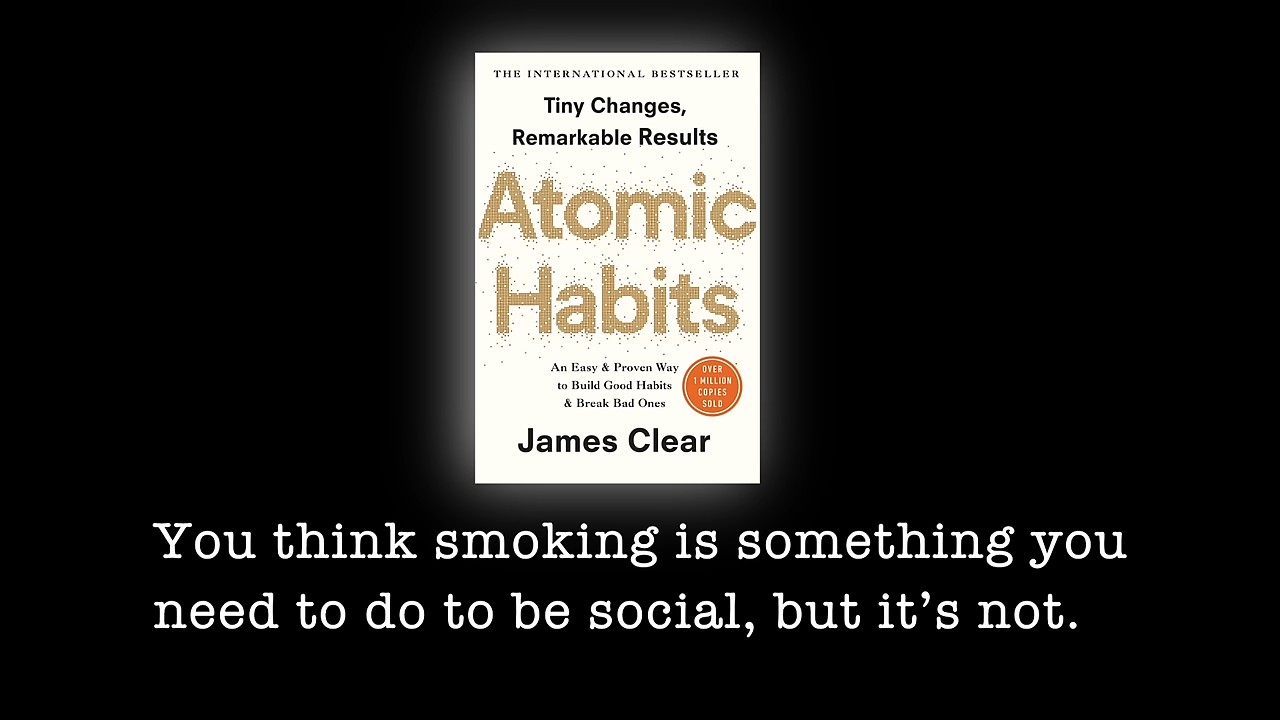 THE INTERNATIONAL BESTSELLER
Tiny Changes,
Remarkable Results
Atomic
Habits
An Easy & Proven Way
to Build Good Habits
& Break Bad Ones
OVER
1 MILLION
COPIES
SOLD
James Clear
You think smoking is something you
need to do to be social, but it’s not.